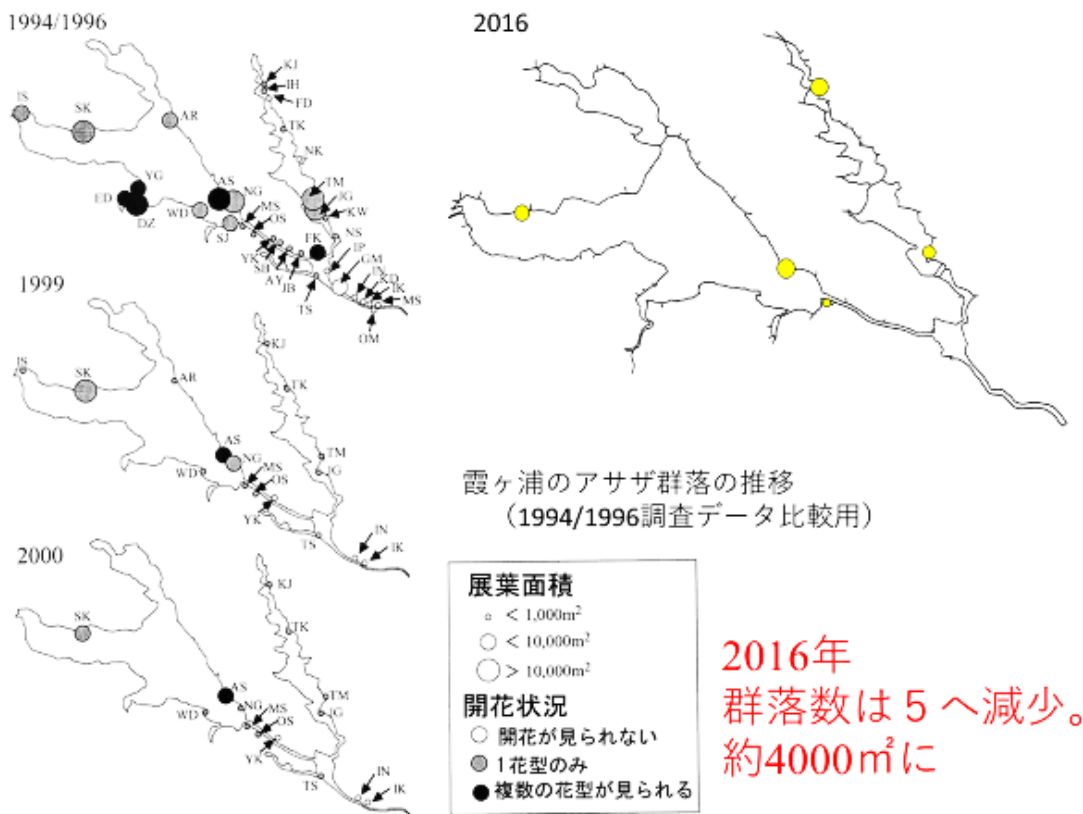 1994/1996
KJ
IH
FD
IS
SK
AR
TK
NK
YG
ED
DZ
WD
AS
NG
MS
OS
SJ
TM
JG
KW
NS
FK
IP
GM
YK
SH
AY
JB
TS
IN
KD
IK
MS
OM
1999
IS
SK
AR
KJ
TK
AS
NG
MS
OS
WD
TM
JG
YK
TS
IN
IK
2000
SK
KJ
TK
AS
NG
MS
OS
WD
TM
JG
YK
TS
IN
IK
2016
霞ヶ浦のアサザ群落の推移
(1994/1996調査データ比較用)
展葉面積
< 1,000m²
< 10,000m²
> 10,000m²
開花状況
開花が見られない
1花型のみ
複数の花型が見られる
2016年
群落数は５へ減少。
約4000㎡に